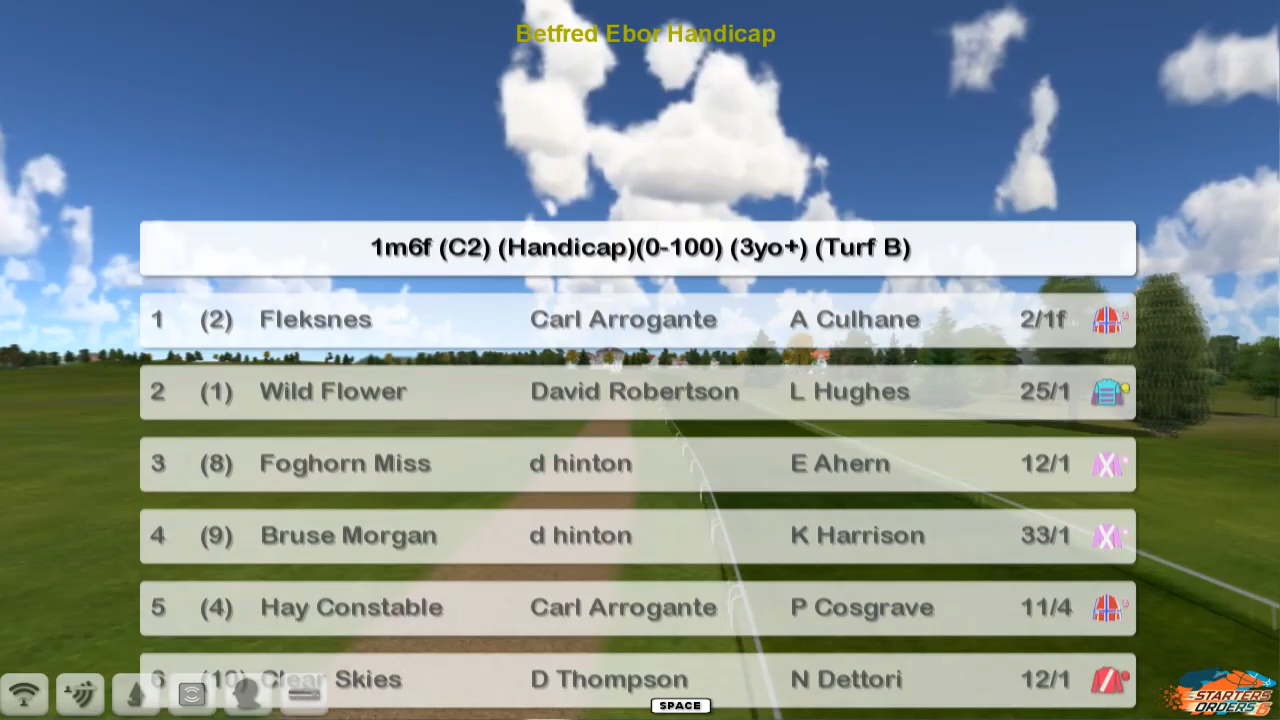 Betfred Ebor Handicap
1m6f (C2) (Handicap)(0-100) (3yo+) (Turf B)
1 (2) Fleksnes Carl Arrogante A Culhane 2/1f
2 (1) Wild Flower David Robertson L Hughes 25/1
3 (8) Foghorn Miss d hinton E Ahern 12/1
4 (9) Bruse Morgan d hinton K Harrison 33/1
5 (4) Hay Constable Carl Arrogante P Cosgrave 11/4
6 (10) Clear Skies D Thompson N Dettori 12/1
SPACE
STARTERS
ORDERS 6